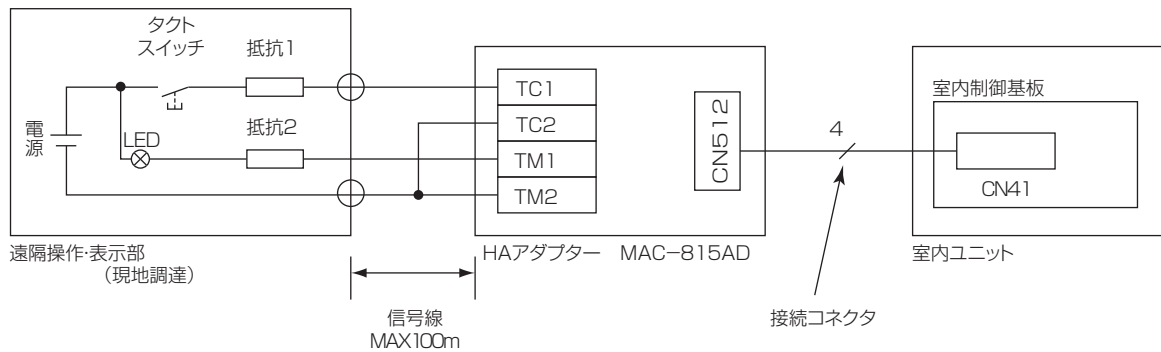 タクト
スイッチ
抵抗1
電源
LED
抵抗2
遠隔操作・表示部
(現地調達)
信号線
MAX100m
TC1
TC2
TM1
TM2
CN512
HAアダプター MAC-815AD
4
接続コネクタ
室内制御基板
CN41
室内ユニット